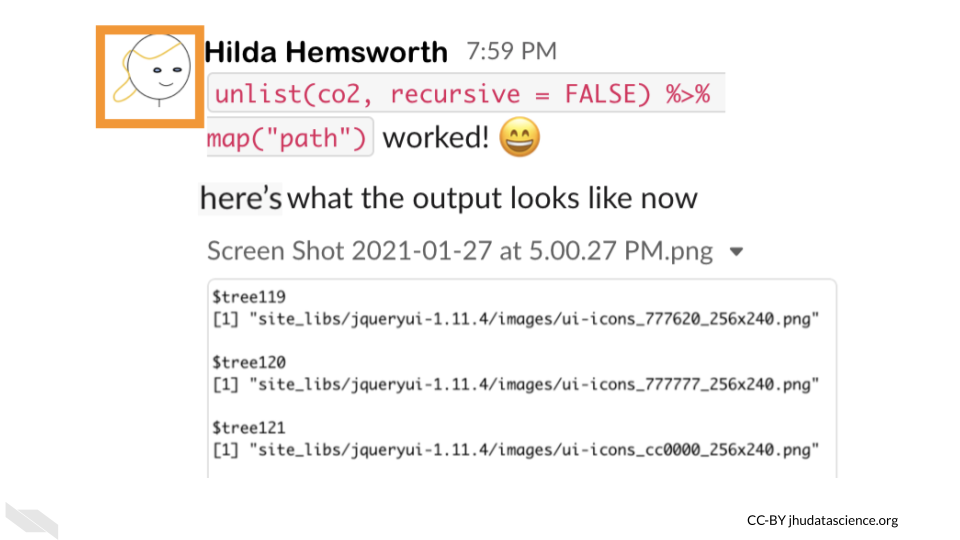 Hilda Hemsworth 7:59 PM
unlist(co2, recursive = FALSE) %>%
map("path") worked! 😄
here’s what the output looks like now
Screen Shot 2021-01-27 at 5.00.27 PM.png
$tree119
[1] "site_libs/jqueryui-1.11.4/images/ui-icons_777620_256x240.png"
$tree120
[1] "site_libs/jqueryui-1.11.4/images/ui-icons_777777_256x240.png"
$tree121
[1] "site_libs/jqueryui-1.11.4/images/ui-icons_cc0000_256x240.png"
CC-BY jhudatascience.org